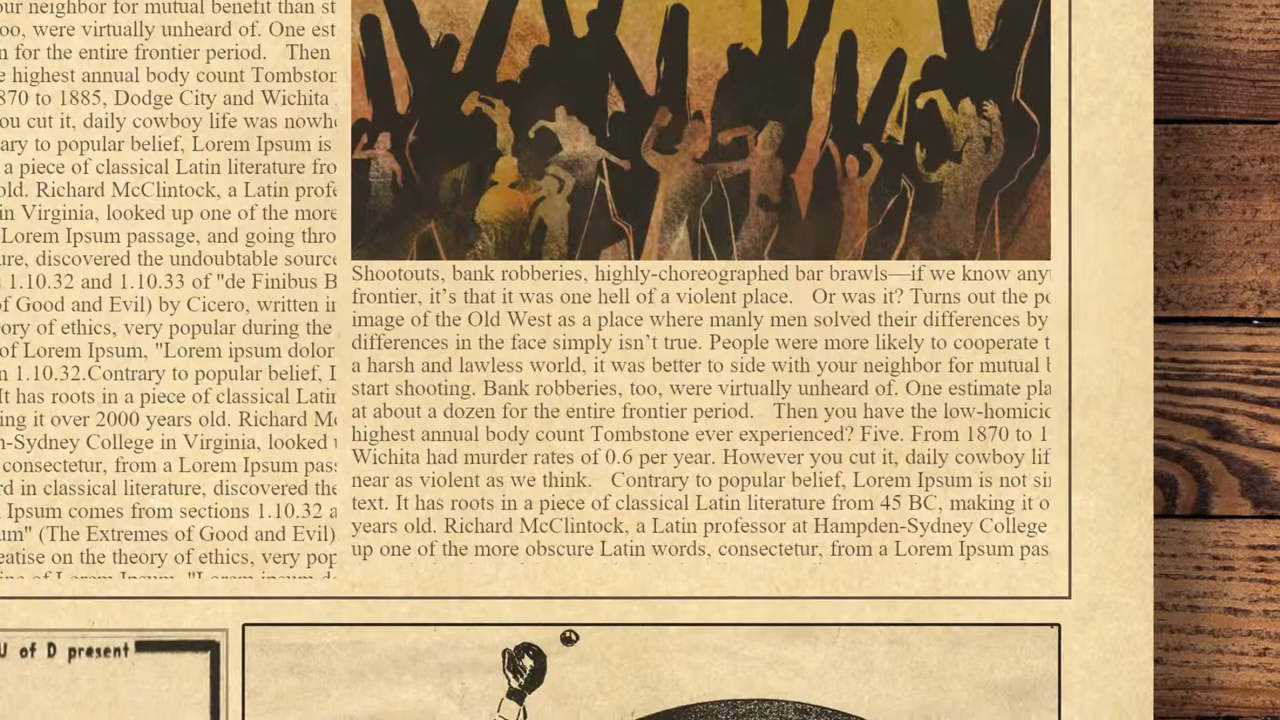 our neighbor for mutual benefit than st
too, were virtually unheard of. One est
n for the entire frontier period. Then
e highest annual body count Tombston
870 to 1885, Dodge City and Wichita
ou cut it, daily cowboy life was nowh
ary to popular belief, Lorem Ipsum is
a piece of classical Latin literature fro
old. Richard McClintock, a Latin profe
in Virginia, looked up one of the more
Lorem Ipsum passage, and going thro
ure, discovered the undoubtable source
1.10.32 and 1.10.33 of "de Finibus B
of Good and Evil) by Cicero, written in
ory of ethics, very popular during the
of Lorem Ipsum, "Lorem ipsum dolor
n 1.10.32.Contrary to popular belief, L
It has roots in a piece of classical Latin
ing it over 2000 years old. Richard Mc
n-Sydney College in Virginia, looked
consectetur, from a Lorem Ipsum pas
rd in classical literature, discovered the
Ipsum comes from sections 1.10.32 a
um" (The Extremes of Good and Evil)
eatise on the theory of ethics, very pop
ine of Lorem Ipsum, "Lorem ipsum do
Shootouts, bank robberies, highly-choreographed bar brawls—if we know any
frontier, it's that it was one hell of a violent place. Or was it? Turns out the po
image of the Old West as a place where manly men solved their differences by
differences in the face simply isn't true. People were more likely to cooperate t
a harsh and lawless world, it was better to side with your neighbor for mutual b
start shooting. Bank robberies, too, were virtually unheard of. One estimate pla
at about a dozen for the entire frontier period. Then you have the low-homicid
highest annual body count Tombstone ever experienced? Five. From 1870 to 1
Wichita had murder rates of 0.6 per year. However you cut it, daily cowboy lif
near as violent as we think. Contrary to popular belief, Lorem Ipsum is not si
text. It has roots in a piece of classical Latin literature from 45 BC, making it o
years old. Richard McClintock, a Latin professor at Hampden-Sydney College
up one of the more obscure Latin words, consectetur, from a Lorem Ipsum pas
U of D present